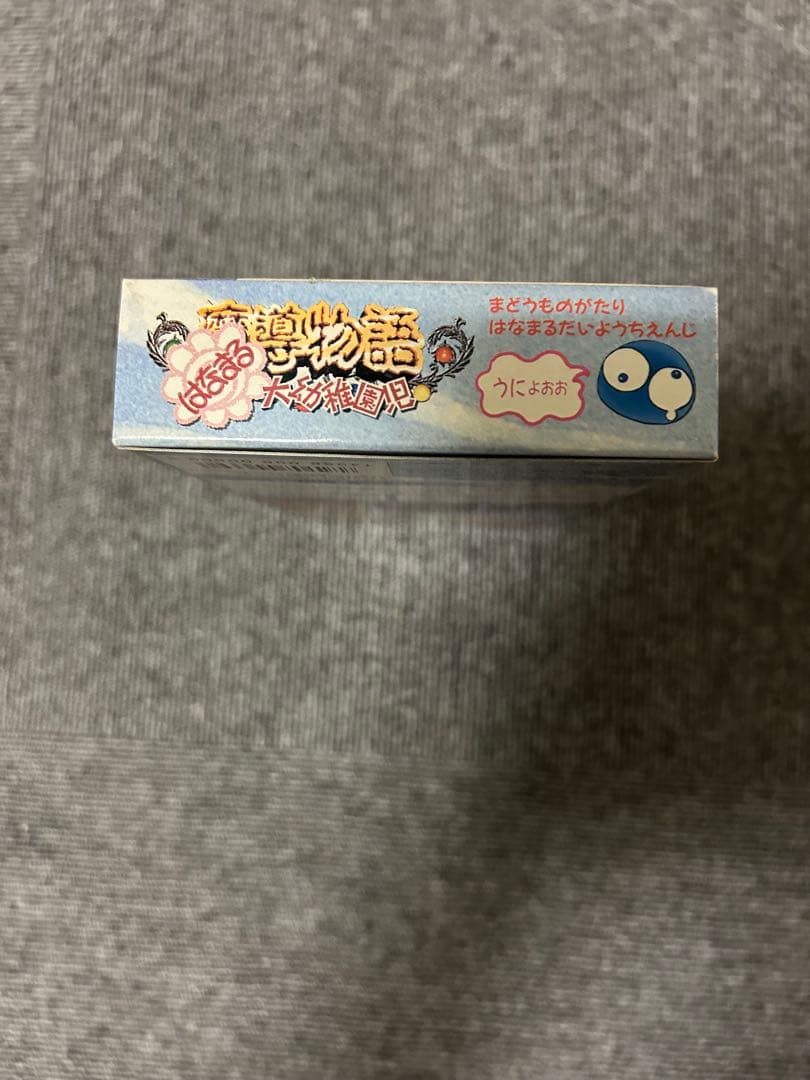 魔導物語
はなまる
大幼稚園児
まどうものがたり
はなまるだいようちえんじ
うによおお